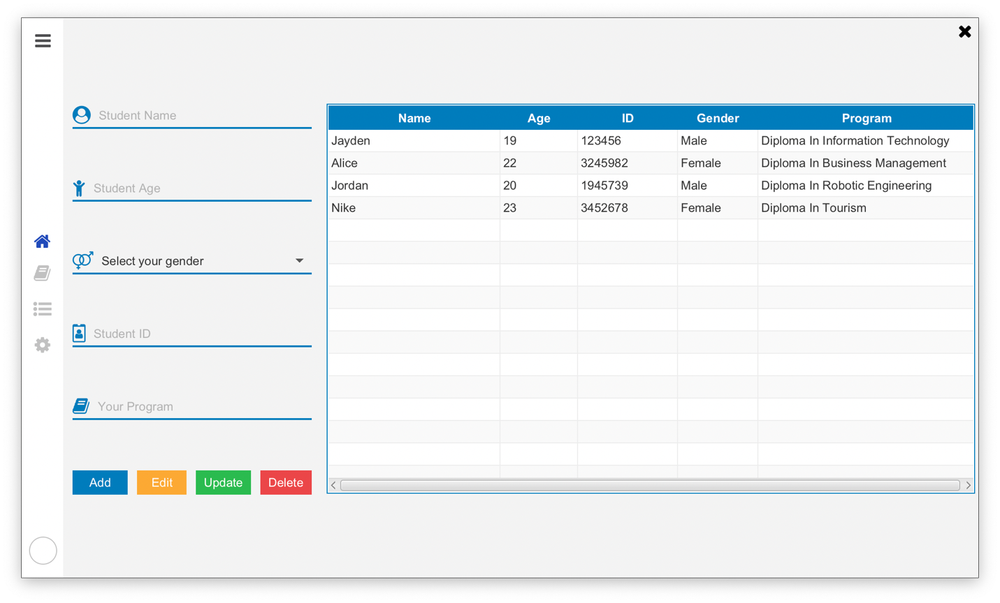 Student Name
Student Age
Select your gender
Student ID
Your Program
Add Edit Update Delete
Name Age ID Gender Program
Jayden 19 123456 Male Diploma In Information Technology
Alice 22 3245982 Female Diploma In Business Management
Jordan 20 1945739 Male Diploma In Robotic Engineering
Nike 23 3452678 Female Diploma In Tourism